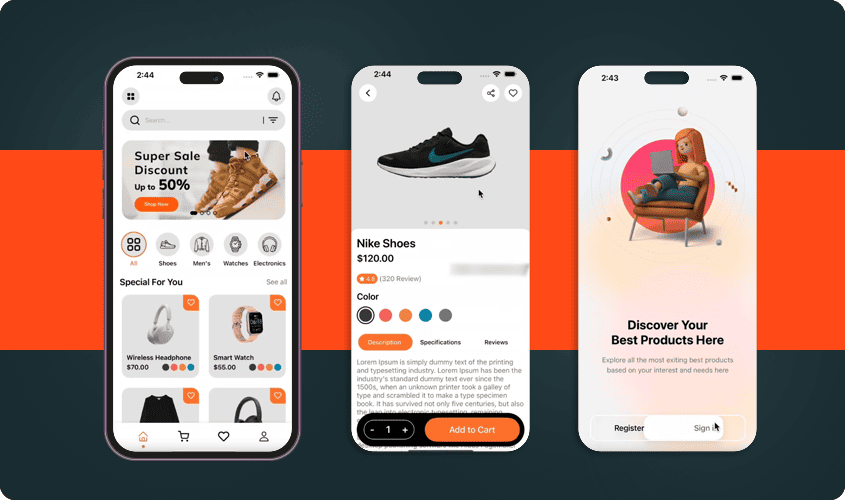 2:44
Search...
Super Sale
Discount
Up to 50%
Shop Now
All
Shoes
Men's
Watches
Electronics
Special For You
See all
Wireless Headphone
$70.00
Smart Watch
$55.00
2:44
Nike Shoes
$120.00
4.8 (320 Review)
Color
Description
Specifications
Reviews
Lorem Ipsum is simply dummy text of the printing
and typesetting industry. Lorem Ipsum has been the
industry's standard dummy text ever since the
1500s, when an unknown printer took a galley of
type and scrambled it to make a type specimen
book. It has survived not only five centuries, but also
the leap into electronic typesetting, remaining
- 1 +
Add to Cart
2:43
Discover Your
Best Products Here
Explore all the most exiting best products
based on your interest and needs here
Register
Sign